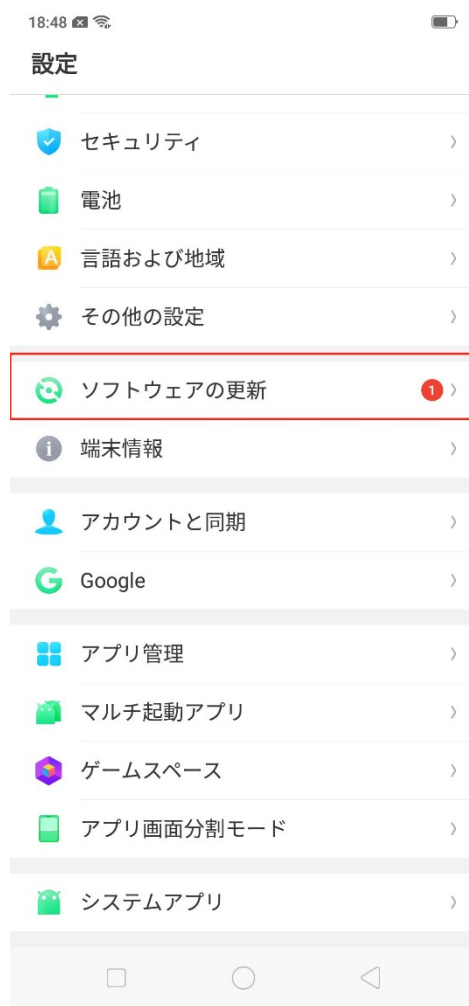 18:48
設定
セキュリティ
電池
言語および地域
その他の設定
ソフトウェアの更新 1
端末情報
アカウントと同期
Google
アプリ管理
マルチ起動アプリ
ゲームスペース
アプリ画面分割モード
システムアプリ